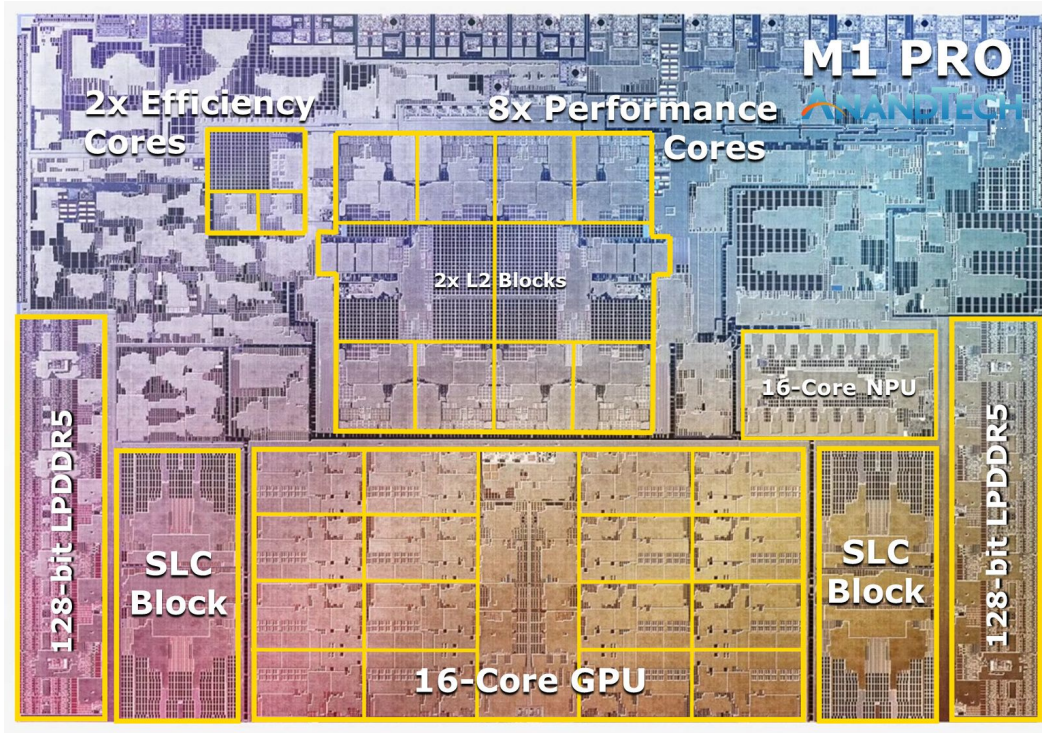 M1 PRO
ANANDTECH
2x Efficiency
Cores
8x Performance
Cores
2x L2 Blocks
16-Core NPU
128-bit LPDDR5
SLC
Block
16-Core GPU
SLC
Block
128-bit LPDDR5